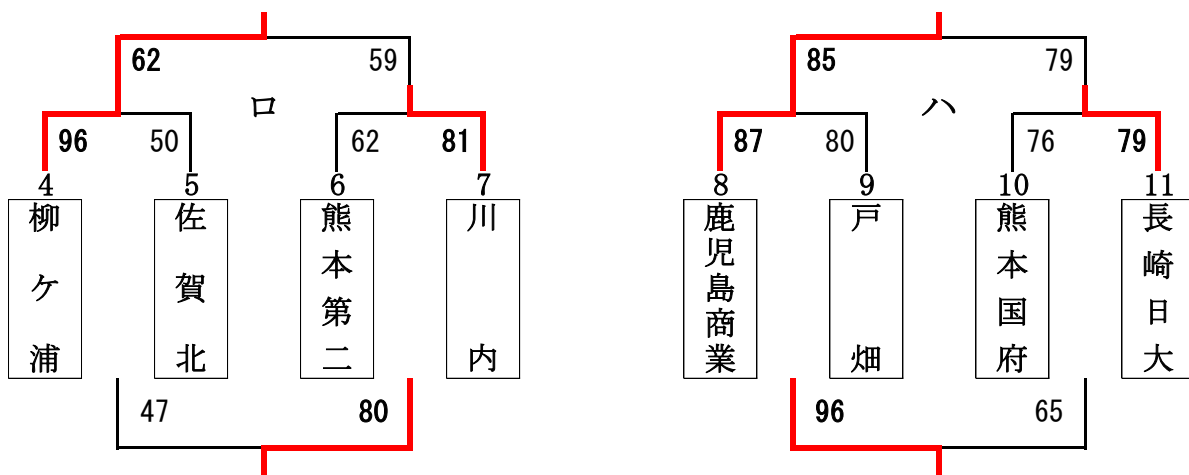 62 59 85 79
ロ ハ
96 50 62 81 87 80 76 79
4 5 6 7 8 9 10 11
柳ケ浦
佐賀北
熊本第二
川内
鹿児島商業
戸畑
熊本国府
長崎日大
47 80 96 65